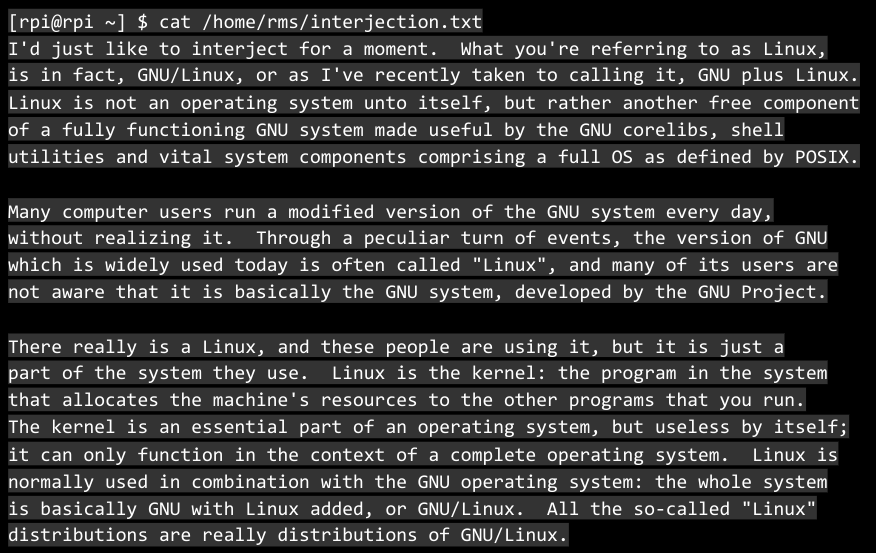 [rpi@rpi ~] $ cat /home/rms/interjection.txt
I'd just like to interject for a moment.  What you're referring to as Linux,
is in fact, GNU/Linux, or as I've recently taken to calling it, GNU plus Linux.
Linux is not an operating system unto itself, but rather another free component
of a fully functioning GNU system made useful by the GNU corelibs, shell
utilities and vital system components comprising a full OS as defined by POSIX.

Many computer users run a modified version of the GNU system every day,
without realizing it.  Through a peculiar turn of events, the version of GNU
which is widely used today is often called "Linux", and many of its users are
not aware that it is basically the GNU system, developed by the GNU Project.

There really is a Linux, and these people are using it, but it is just a
part of the system they use.  Linux is the kernel: the program in the system
that allocates the machine's resources to the other programs that you run.
The kernel is an essential part of an operating system, but useless by itself;
it can only function in the context of a complete operating system.  Linux is
normally used in combination with the GNU operating system: the whole system
is basically GNU with Linux added, or GNU/Linux.  All the so-called "Linux"
distributions are really distributions of GNU/Linux.